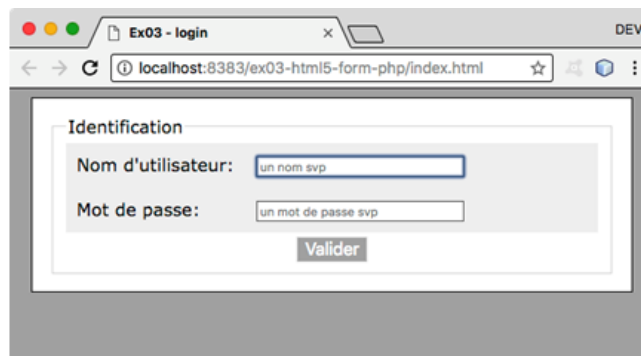 Ex03 - login
DEV
localhost:8383/ex03-html5-form-php/index.html
Identification
Nom d'utilisateur: un nom svp
Mot de passe: un mot de passe svp
Valider